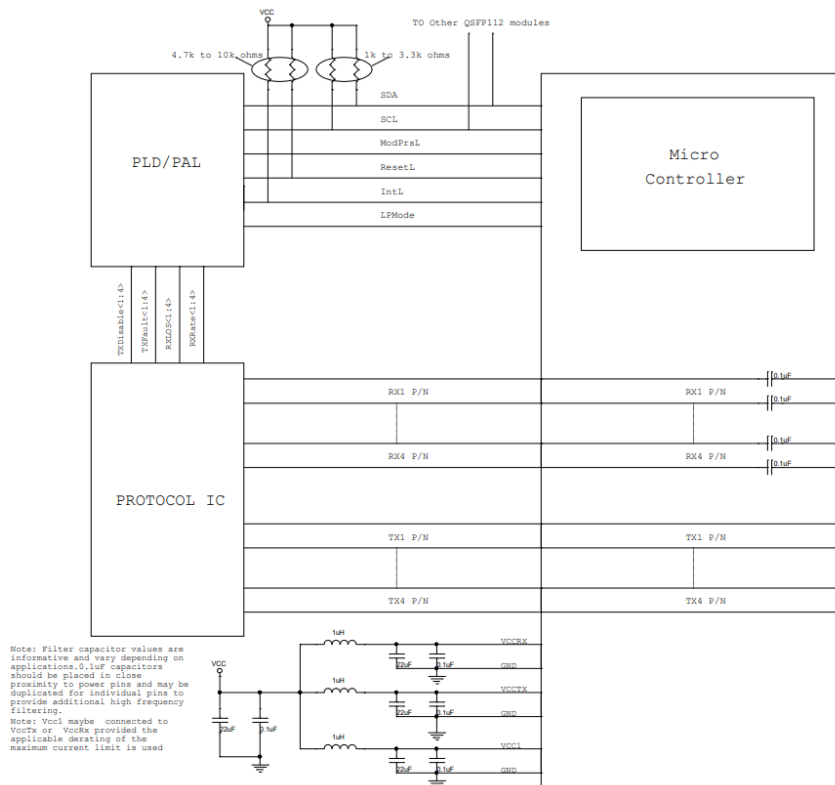 VCC
TO Other QSFP112 modules
4.7k to 10k ohms
1k to 3.3k ohms
SDA
SCL
ModPrsL
ResetL
IntL
LPMode
PLD/PAL
Micro
Controller
TXDisable<1:4>
TXFault<1:4>
RXLOS<1:4>
RXRate<1:4>
0.1uF
RX1 P/N
RX1 P/N
0.1uF
0.1uF
RX4 P/N
RX4 P/N
0.1uF
PROTOCOL IC
TX1 P/N
TX1 P/N
TX4 P/N
TX4 P/N
Note: Filter capacitor values are
informative and vary depending on
applications.0.1uF capacitors
should be placed in close
proximity to power pins and may be
duplicated for individual pins to
provide additional high frequency
filtering.
Note: Vcc1 maybe connected to
VccTx or VccRx provided the
applicable derating of the
maximum current limit is used
VCC
22uF
0.1uF
1uH
VCCRX
22uF
0.1uF
GND
1uH
VCCTX
22uF
0.1uF
GND
1uH
VCC1
22uF
0.1uF
GND